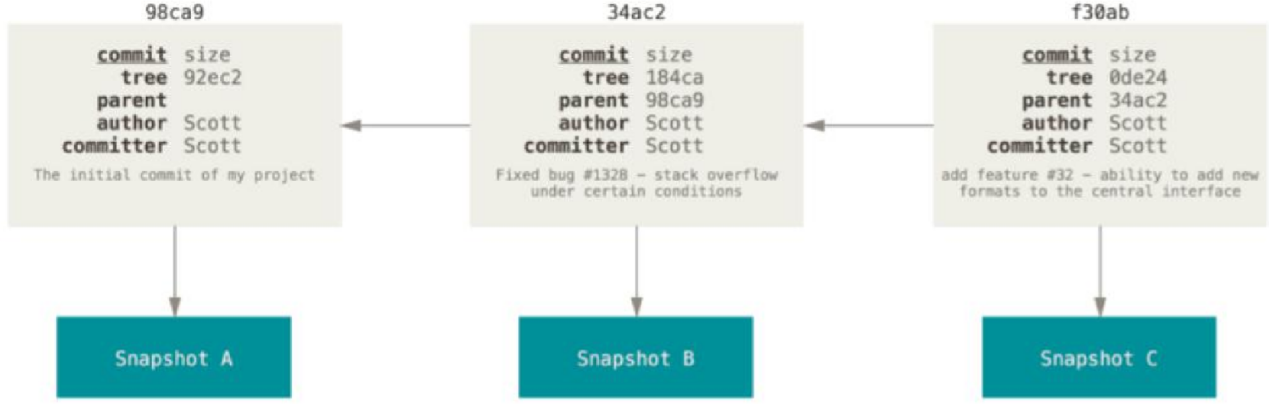 98ca9
commit size
tree 92ec2
parent
author Scott
committer Scott
The initial commit of my project
Snapshot A
34ac2
commit size
tree 184ca
parent 98ca9
author Scott
committer Scott
Fixed bug #1328 – stack overflow
under certain conditions
Snapshot B
f30ab
commit size
tree 0de24
parent 34ac2
author Scott
committer Scott
add feature #32 – ability to add new
formats to the central interface
Snapshot C